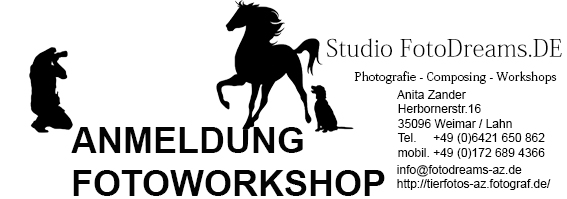 Studio FotoDreams.DE
Photografie - Composing - Workshops
Anita Zander
Herbornerstr.16
35096 Weimar / Lahn
Tel. +49 (0)6421 650 862
mobil. +49 (0)172 689 4366
info@fotodreams-az.de
http://tierfotos-az.fotograf.de/
ANMELDUNG
FOTOWORKSHOP